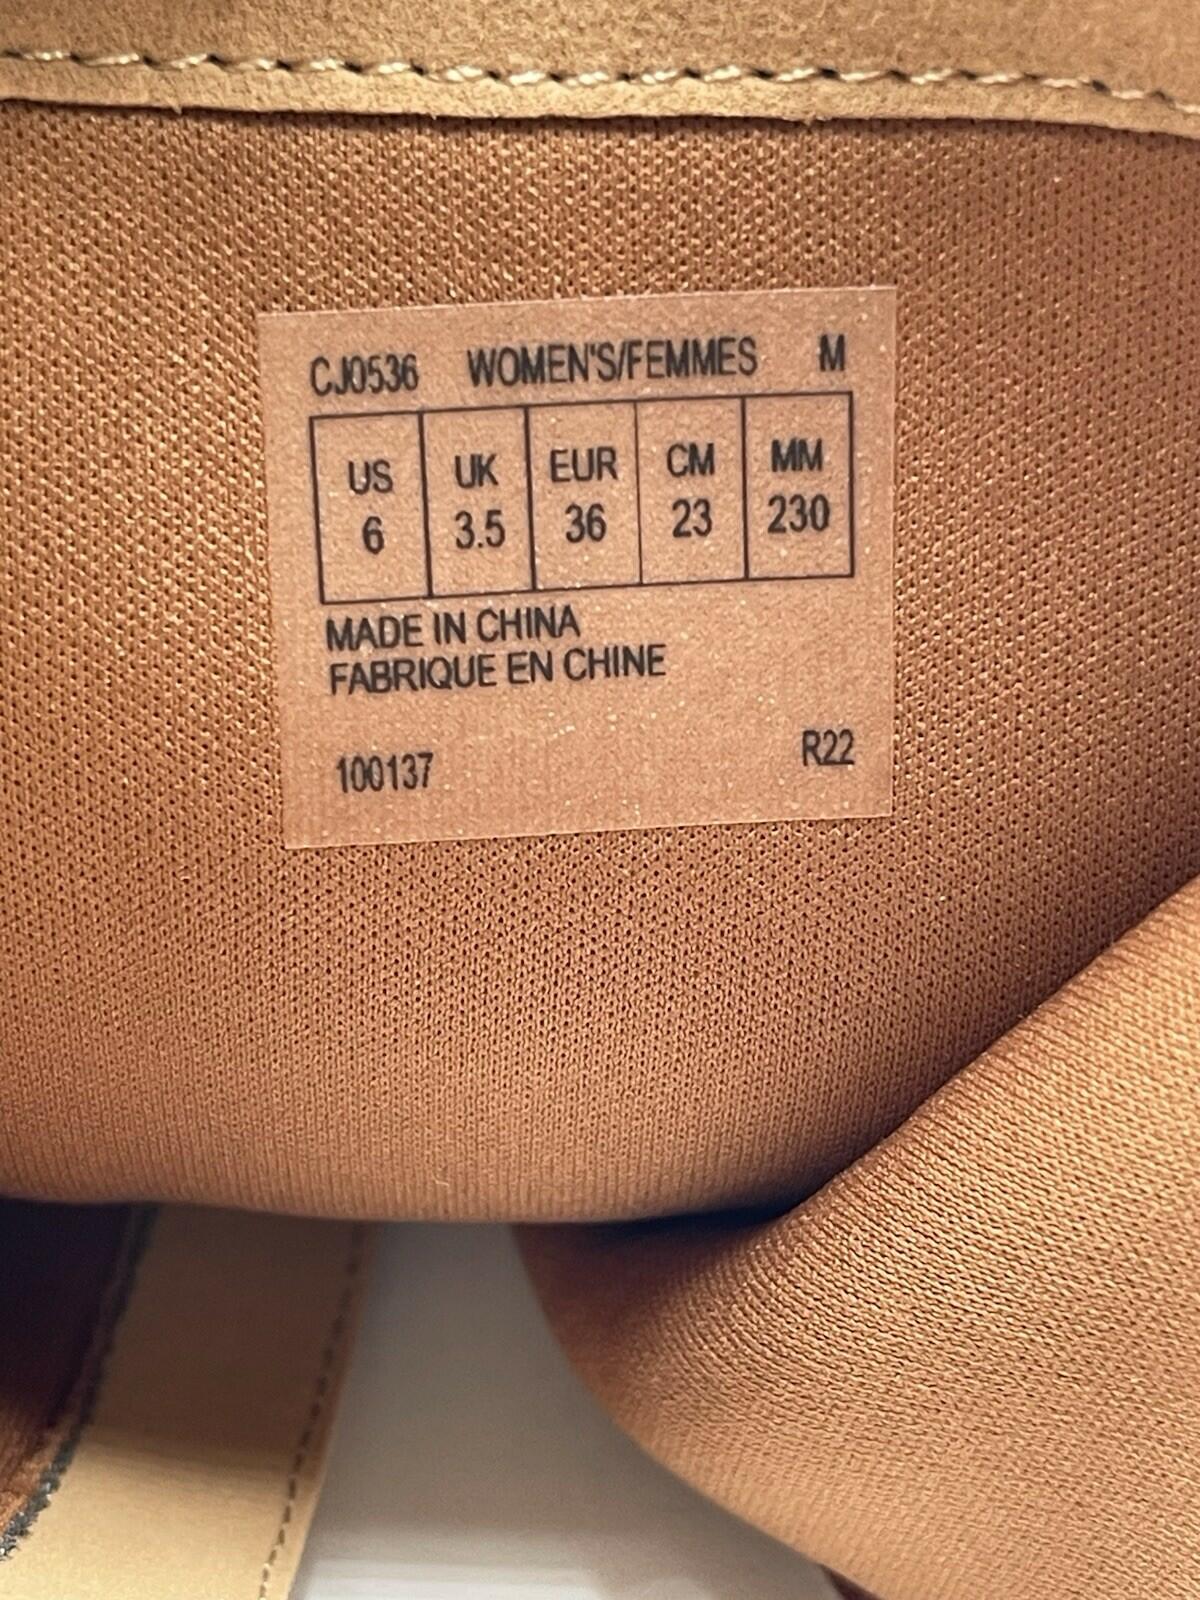 CJ0536 WOMEN'S/FEMMES M
US UK EUR CM MM
6 3.5 36 23 230
MADE IN CHINA
FABRIQUE EN CHINE
100137 R22